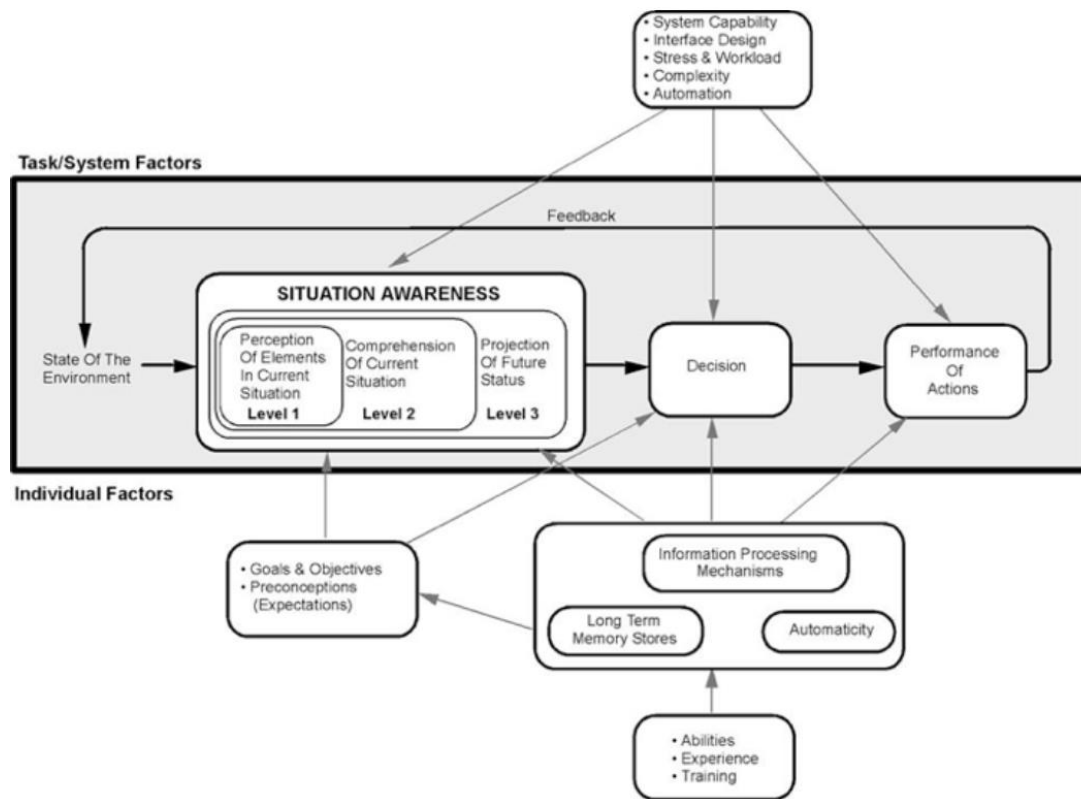 • System Capability
• Interface Design
• Stress & Workload
• Complexity
• Automation
Task/System Factors
Feedback
SITUATION AWARENESS
Perception
Of Elements
In Current
Situation
Level 1
Comprehension
Of Current
Situation
Level 2
Projection
Of Future
Status
Level 3
State Of The
Environment
Decision
Performance
Of
Actions
Individual Factors
• Goals & Objectives
• Preconceptions
(Expectations)
Information Processing
Mechanisms
Long Term
Memory Stores
Automaticity
• Abilities
• Experience
• Training